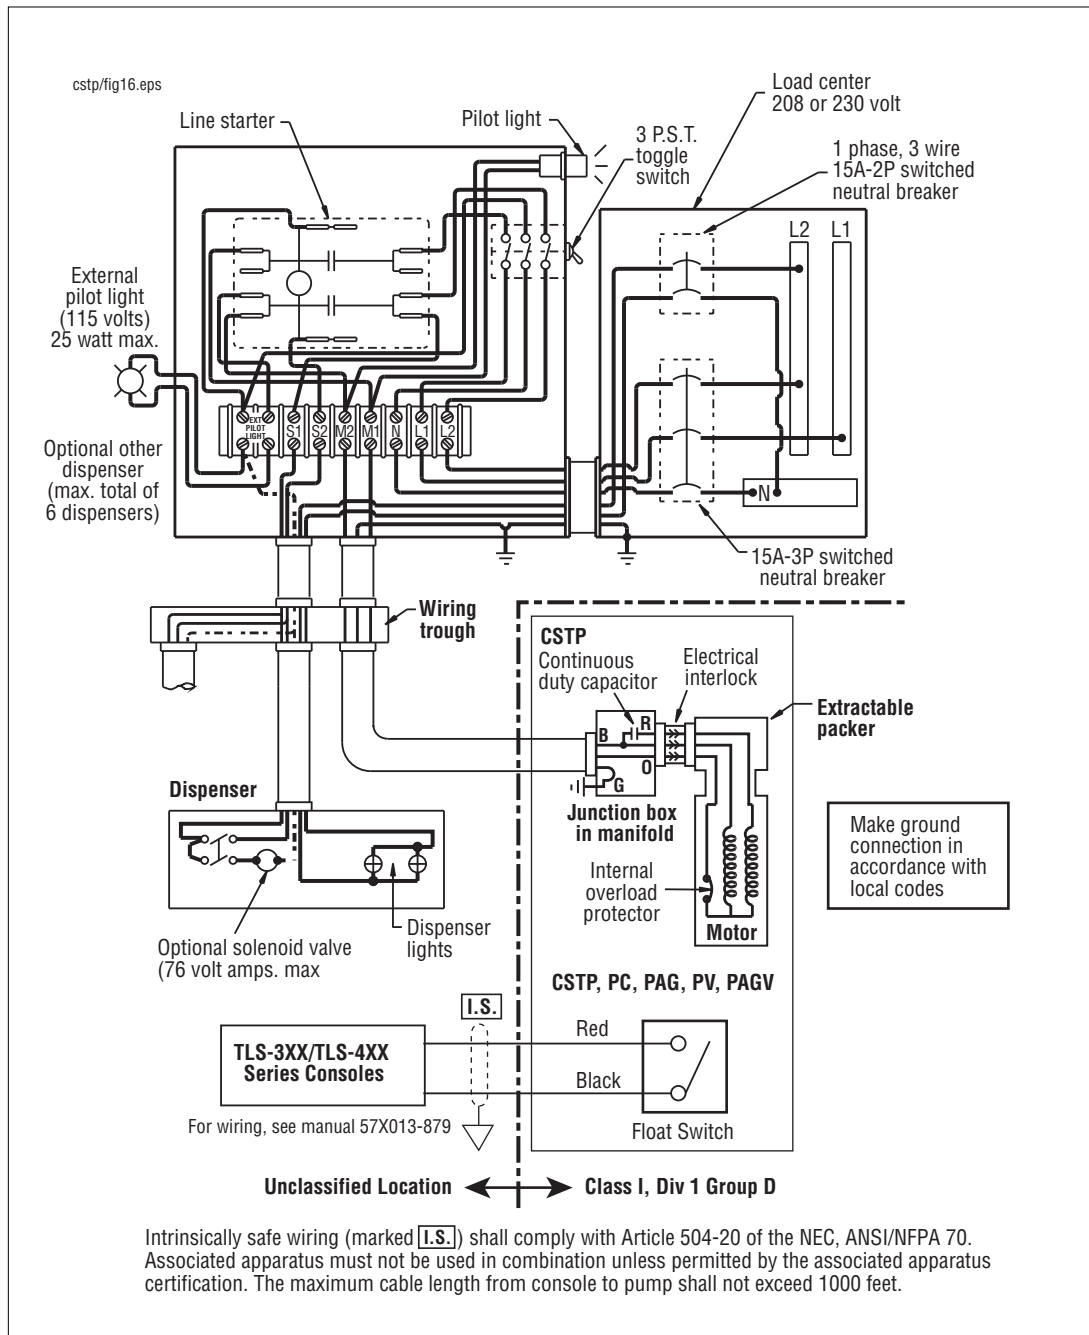 cstp/fig16.eps
Line starter
Pilot light
3 P.S.T.
toggle
switch
Load center
208 or 230 volt
1 phase, 3 wire
15A-2P switched
neutral breaker
L2
L1
External
pilot light
(115 volts)
25 watt max.
EXT
PILOT
LIGHT
S1
S2
M2
M1
N
L1
L2
Optional other
dispenser
(max. total of
6 dispensers)
N
15A-3P switched
neutral breaker
Wiring
trough
CSTP
Continuous
duty capacitor
Electrical
interlock
Extractable
packer
B
R
O
G
Junction box
in manifold
Internal
overload
protector
Motor
Make ground
connection in
accordance with
local codes
Dispenser
Dispenser
lights
Optional solenoid valve
(76 volt amps. max
CSTP, PC, PAG, PV, PAGV
I.S.
TLS-3XX/TLS-4XX
Series Consoles
Red
Black
For wiring, see manual 57X013-879
Float Switch
Unclassified Location
Class I, Div 1 Group D
Intrinsically safe wiring (marked I.S.) shall comply with Article 504-20 of the NEC, ANSI/NFPA 70.
Associated apparatus must not be used in combination unless permitted by the associated apparatus
certification. The maximum cable length from console to pump shall not exceed 1000 feet.